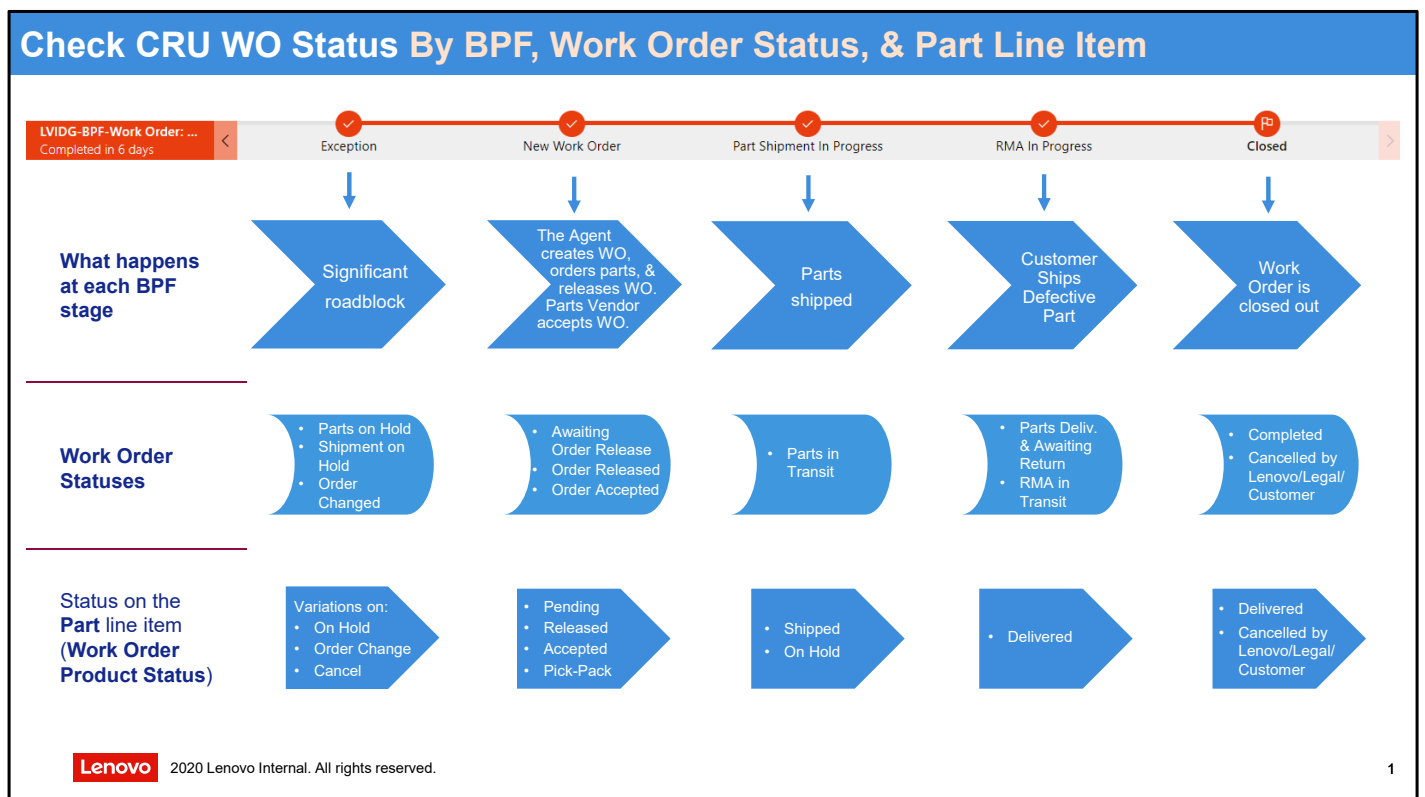 Check CRU WO Status By BPF, Work Order Status, & Part Line Item
LVIDG-BPF-Work Order: ...
Completed in 6 days
Exception
New Work Order
Part Shipment In Progress
RMA In Progress
Closed
What happens
at each BPF
stage
Significant
roadblock
The Agent
creates WO,
orders parts, &
releases WO.
Parts Vendor
accepts WO.
Parts
shipped
Customer
Ships
Defective
Part
Work
Order is
closed out
Work Order
Statuses
• Parts on Hold
• Shipment on
Hold
• Order
Changed
• Awaiting
Order Release
• Order Released
• Order Accepted
• Parts in
Transit
• Parts Deliv.
& Awaiting
Return
• RMA in
Transit
• Completed
• Cancelled by
Lenovo/Legal/
Customer
Status on the
Part line item
(Work Order
Product Status)
Variations on:
• On Hold
• Order Change
• Cancel
• Pending
• Released
• Accepted
• Pick-Pack
• Shipped
• On Hold
• Delivered
• Delivered
• Cancelled by
Lenovo/Legal/
Customer
Lenovo 2020 Lenovo Internal. All rights reserved.
1